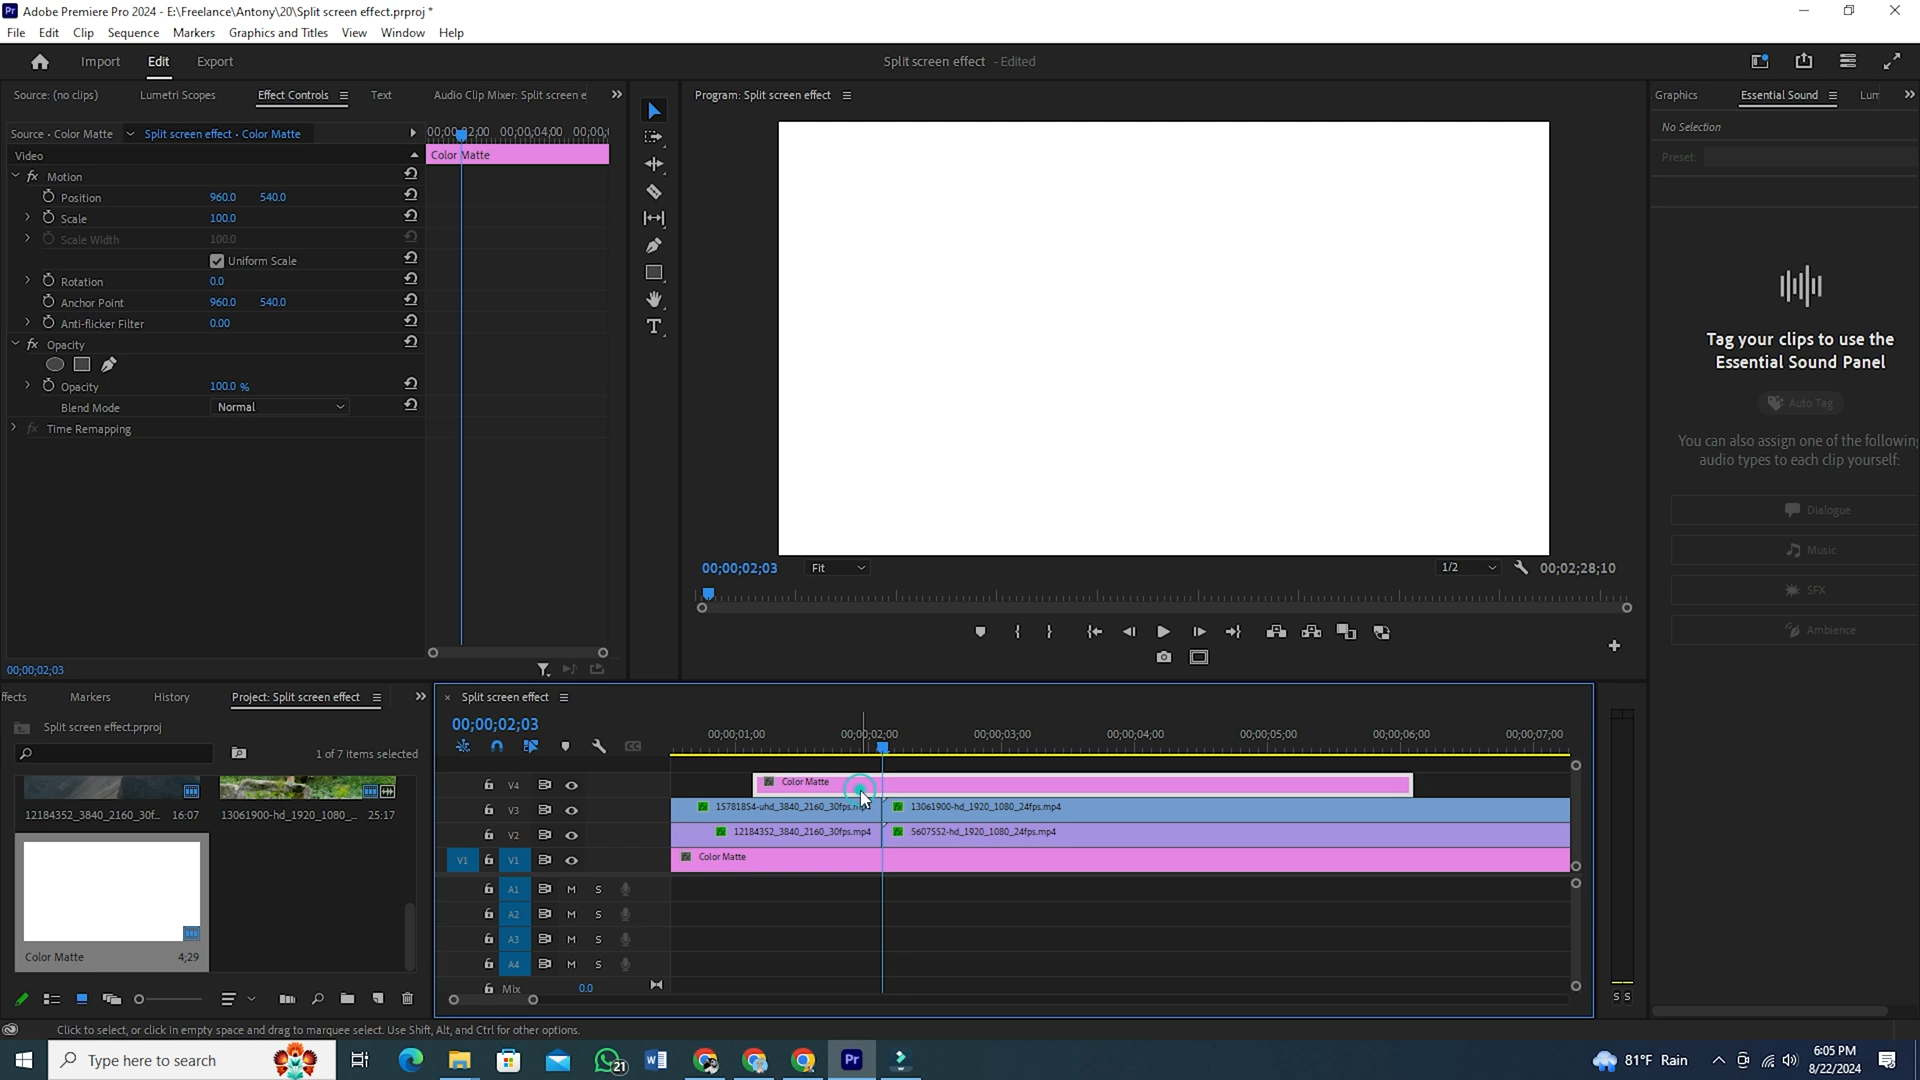 Adobe Premiere Pro 2024 - E:\Freelance\Antony\20\Split screen effect.prproj *
File Edit Clip Sequence Markers Graphics and Titles View Window Help
Import Edit Export
Split screen effect - Edited
Source: (no clips) Lumetri Scopes Effect Controls Text Audio Clip Mixer: Split screen e
Program: Split screen effect
Graphics Essential Sound Lun
No Selection
Preset:
Source • Color Matte Split screen effect • Color Matte
00;00;04;00
Color Matte
Video
Motion
Position 960.0 540.0
Scale 100.0
Scale Width 100.0
Uniform Scale
Rotation 0.0
Anchor Point 960.0 540.0
Anti-flicker Filter 0.00
Opacity
Opacity 100.0 %
Blend Mode Normal
Time Remapping
Tag your clips to use the
Essential Sound Panel
Auto Tag
You can also assign one of the following
audio types to each clip yourself:
Dialogue
Music
SFX
Ambience
00;00;02;03 Fit 1/2 00;02;28;10
00;00;02;03
ffects Markers History Project: Split screen effect
Split screen effect.prproj
1 of 7 items selected
12184352_3840_2160_30f... 16:07
13061900-hd_1920_1080_... 25:17
Color Matte 4;29
Split screen effect
00;00;02;03
00;00;01;00 00;00;02;00 00;00;03;00 00;00;04;00 00;00;05;00 00;00;06;00 00;00;07;00
V4 Color Matte
V3 15781854-uhd_3840_2160_30fps.mp4 13061900-hd_1920_1080_24fps.mp4
V2 12184352_3840_2160_30fps.mp4 5607552-hd_1920_1080_24fps.mp4
V1 V1 Color Matte
A1 M S
A2 M S
A3 M S
A4 M S
Mix 0.0
S S
Click to select, or click in empty space and drag to marquee select. Use Shift, Alt, and Ctrl for other options.
Type here to search
21
Pr
81°F Rain
6:05 PM
8/22/2024